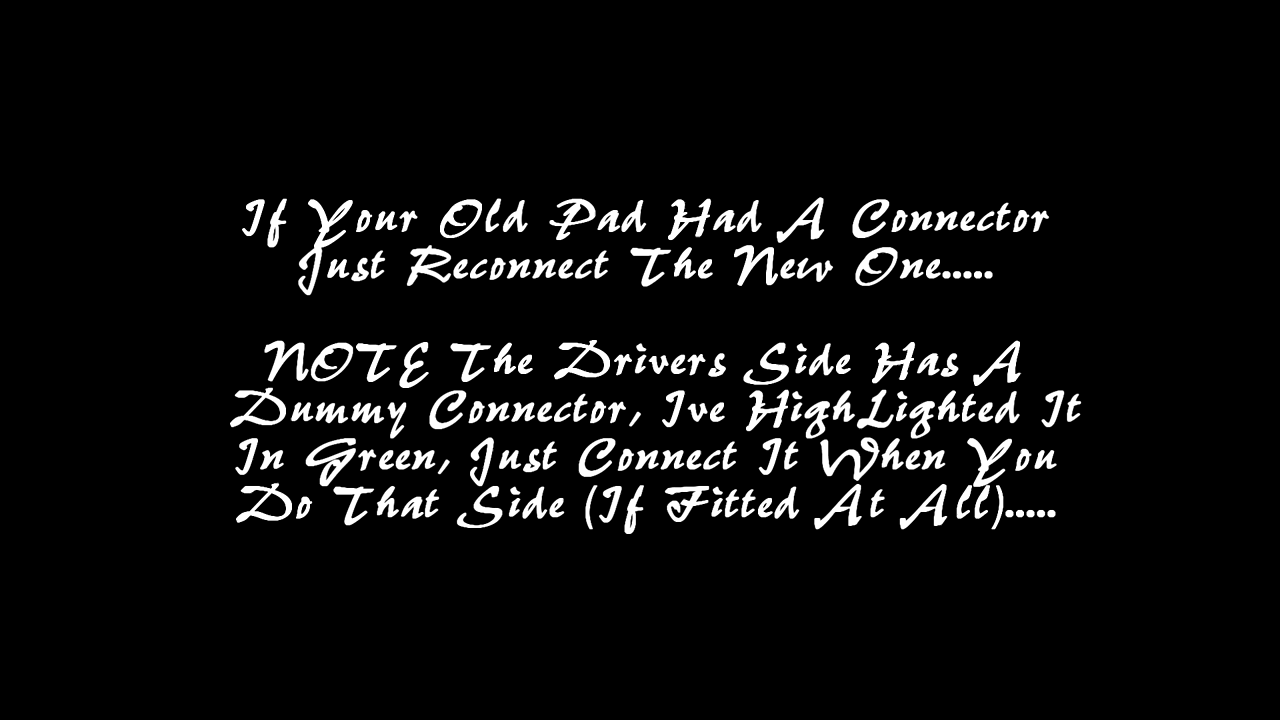 If Your Old Pad Had A Connector
Just Reconnect The New One.....
NOTE The Drivers Side Has A
Dummy Connector, Ive HighLighted It
In Green, Just Connect It When You
Do That Side (If Fitted At All).....